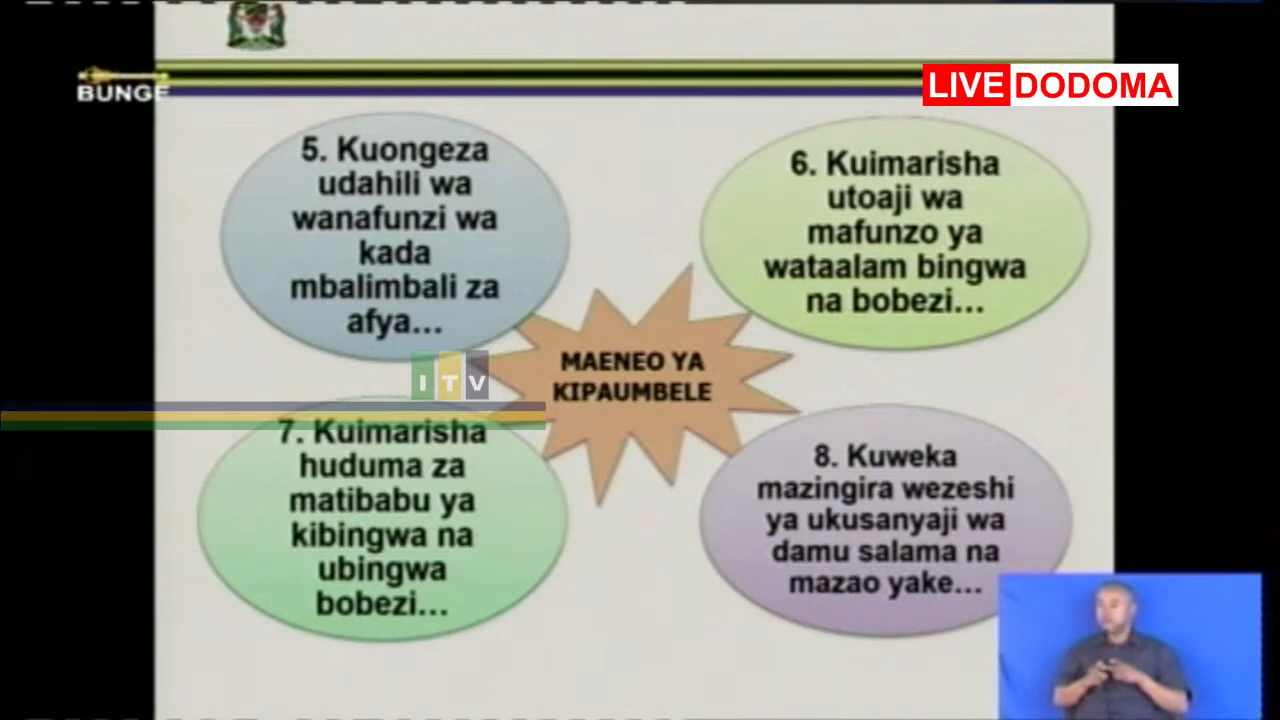 BUNGE
LIVE DODOMA
5. Kuongeza
udahili wa
wanafunzi wa
kada
mbalimbali za
afya...
6. Kuimarisha
utoaji wa
mafunzo ya
wataalam bingwa
na bobezi...
MAENEO YA
KIPAUMBELE
ITV
7. Kuimarisha
huduma za
matibabu ya
kibingwa na
ubingwa
bobezi...
8. Kuweka
mazingira wezeshi
ya ukusanyaji wa
damu salama na
mazao yake...